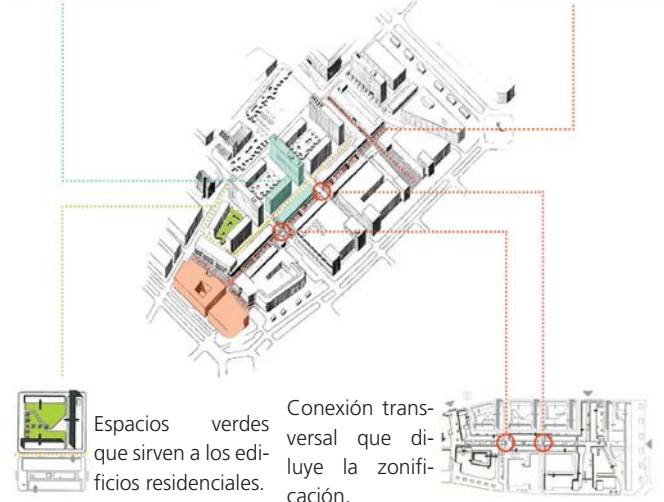 Espacios verdes
que sirven a los edi-
ficios residenciales.
Conexión trans-
versal que di-
luye la zonifi-
cación.